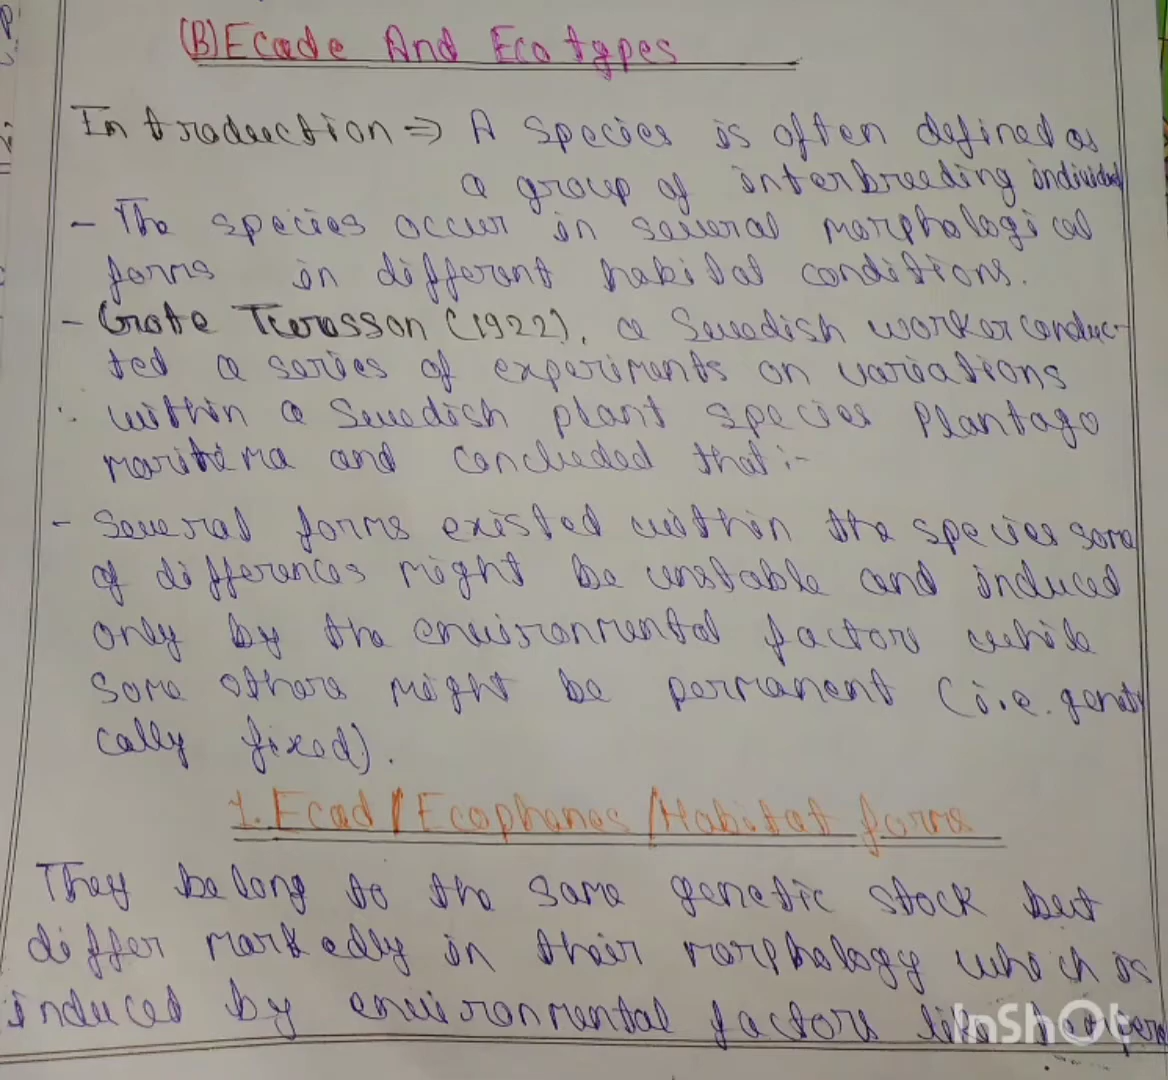 (B) Ecade And Eco types
Introduction ⇒ A species is often defined as
a group of interbreeding individual
- The species occur in several morphological
forms in different habitat conditions.
- Grote Turosson (1922), a Swedish worker conduc-
ted a series of experiments on variations
within a Swedish plant species Plantago
maritima and concluded that :-
- Several forms existed within the species some
of differences might be unstable and induced
only by the environmental factors while
some others might be permanent (i.e. geneti
cally fixed).
1. Ecad / Ecophenes / Habitat forms
They belong to the same genetic stock but
differ markedly in their morphology which is
induced by environmental factors like
InShOt